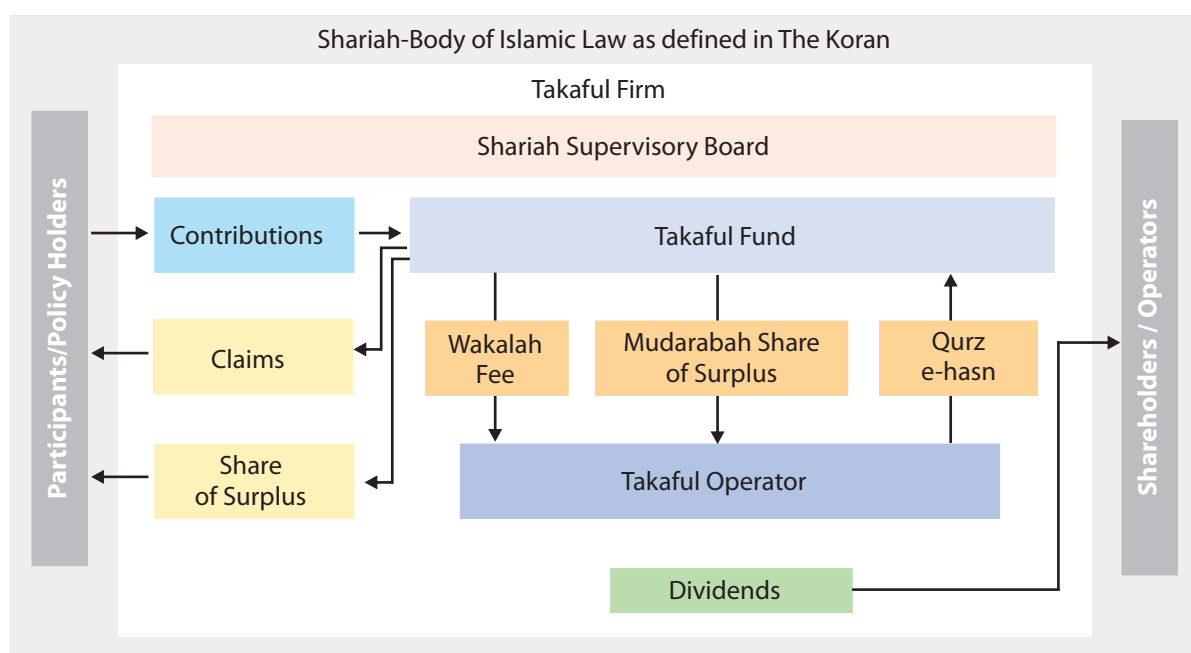 Shariah-Body of Islamic Law as defined in The Koran
Takaful Firm
Shariah Supervisory Board
Participants/Policy Holders
Contributions
Takaful Fund
Shareholders / Operators
Claims
Wakalah
Fee
Mudarabah Share
of Surplus
Qurz
e-hasn
Share
of Surplus
Takaful Operator
Dividends